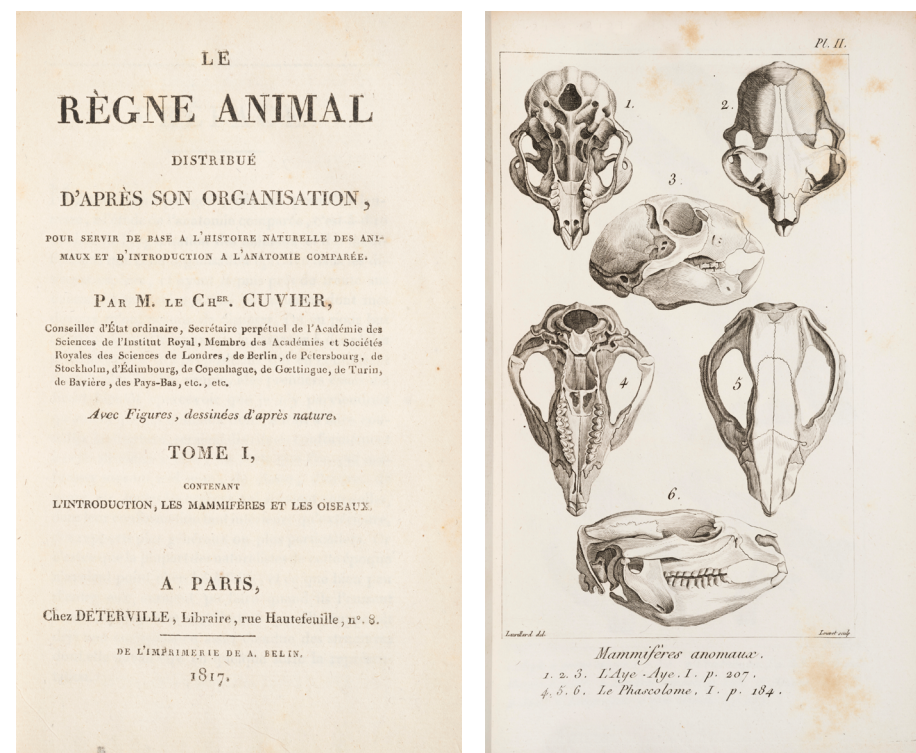 LE
RÈGNE ANIMAL
DISTRIBUÉ
D'APRÈS SON ORGANISATION,
POUR SERVIR DE BASE A L'HISTOIRE NATURELLE DES ANI-
MAUX ET D'INTRODUCTION A L'ANATOMIE COMPARÉE.
PAR M. LE CHER. CUVIER,
Conseiller d'État ordinaire, Secrétaire perpétuel de l'Académie des
Sciences de l'Institut Royal, Membre des Académies et Sociétés
Royales des Sciences de Londres, de Berlin, de Pétersbourg, de
Stockholm, d'Édimbourg, de Copenhague, de Gœttingue, de Turin,
de Bavière, des Pays-Bas, etc., etc.
Avec Figures, dessinées d'après nature.
TOME I,
CONTENANT
L'INTRODUCTION, LES MAMMIFÈRES ET LES OISEAUX.
A PARIS,
Chez DETERVILLE, Libraire, rue Hautefeuille, n°. 8.
DE L'IMPRIMERIE DE A. BELIN.
1817.
Pl. II.
1.
2.
3.
4
5
6.
Laurillard del.
Louvet sculp
Mammifères anomaux.
1. 2. 3. L'Aye-Aye. I. p. 207.
4. 5. 6. Le Phascolome. I. p. 184.